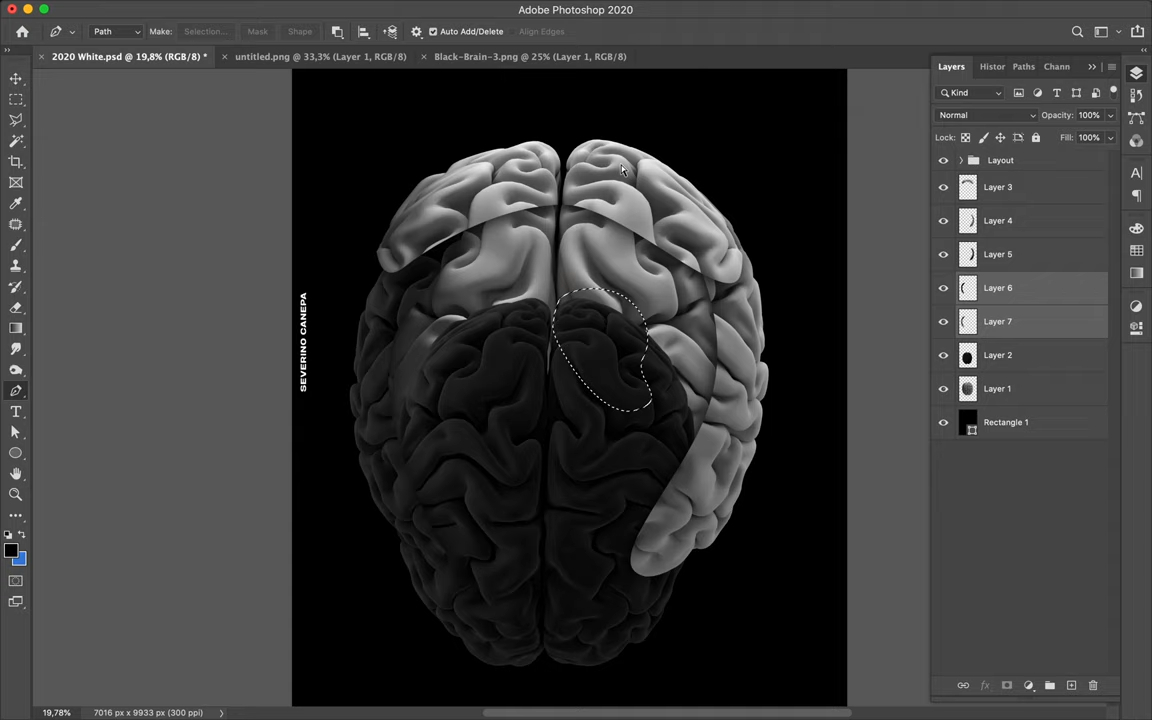 Adobe Photoshop 2020
Path
Make:
Selection...
Mask
Shape
Auto Add/Delete
Align Edges
2020 White.psd @ 19,8% (RGB/8) *
untitled.png @ 33,3% (Layer 1, RGB/8)
Black-Brain-3.png @ 25% (Layer 1, RGB/8)
Layers
Histor
Paths
Chann
Kind
Normal
Opacity: 100%
Lock:
Fill: 100%
Layout
Layer 3
Layer 4
Layer 5
Layer 6
Layer 7
Layer 2
Layer 1
Rectangle 1
SEVERINO CANEPA
19,78%
7016 px x 9933 px (300 ppi)